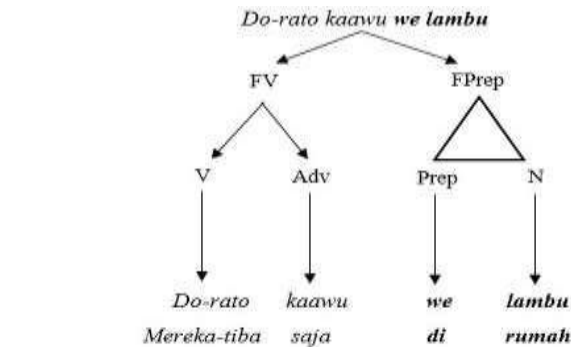 Do-rato kaawu we lambu
FV FPrep
V Adv Prep N
Do-rato kaawu we lambu
Mereka-tiba saja di rumah